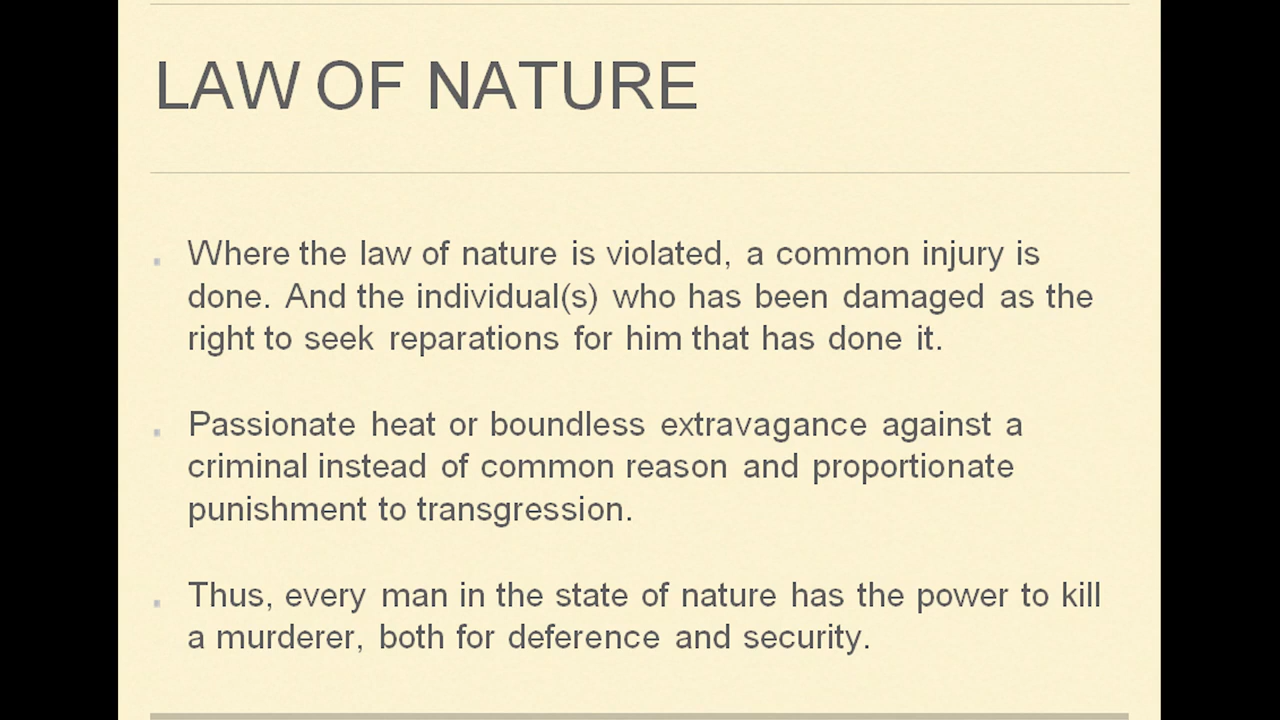 LAW OF NATURE
Where the law of nature is violated, a common injury is
done. And the individual(s) who has been damaged as the
right to seek reparations for him that has done it.
Passionate heat or boundless extravagance against a
criminal instead of common reason and proportionate
punishment to transgression.
Thus, every man in the state of nature has the power to kill
a murderer, both for deference and security.